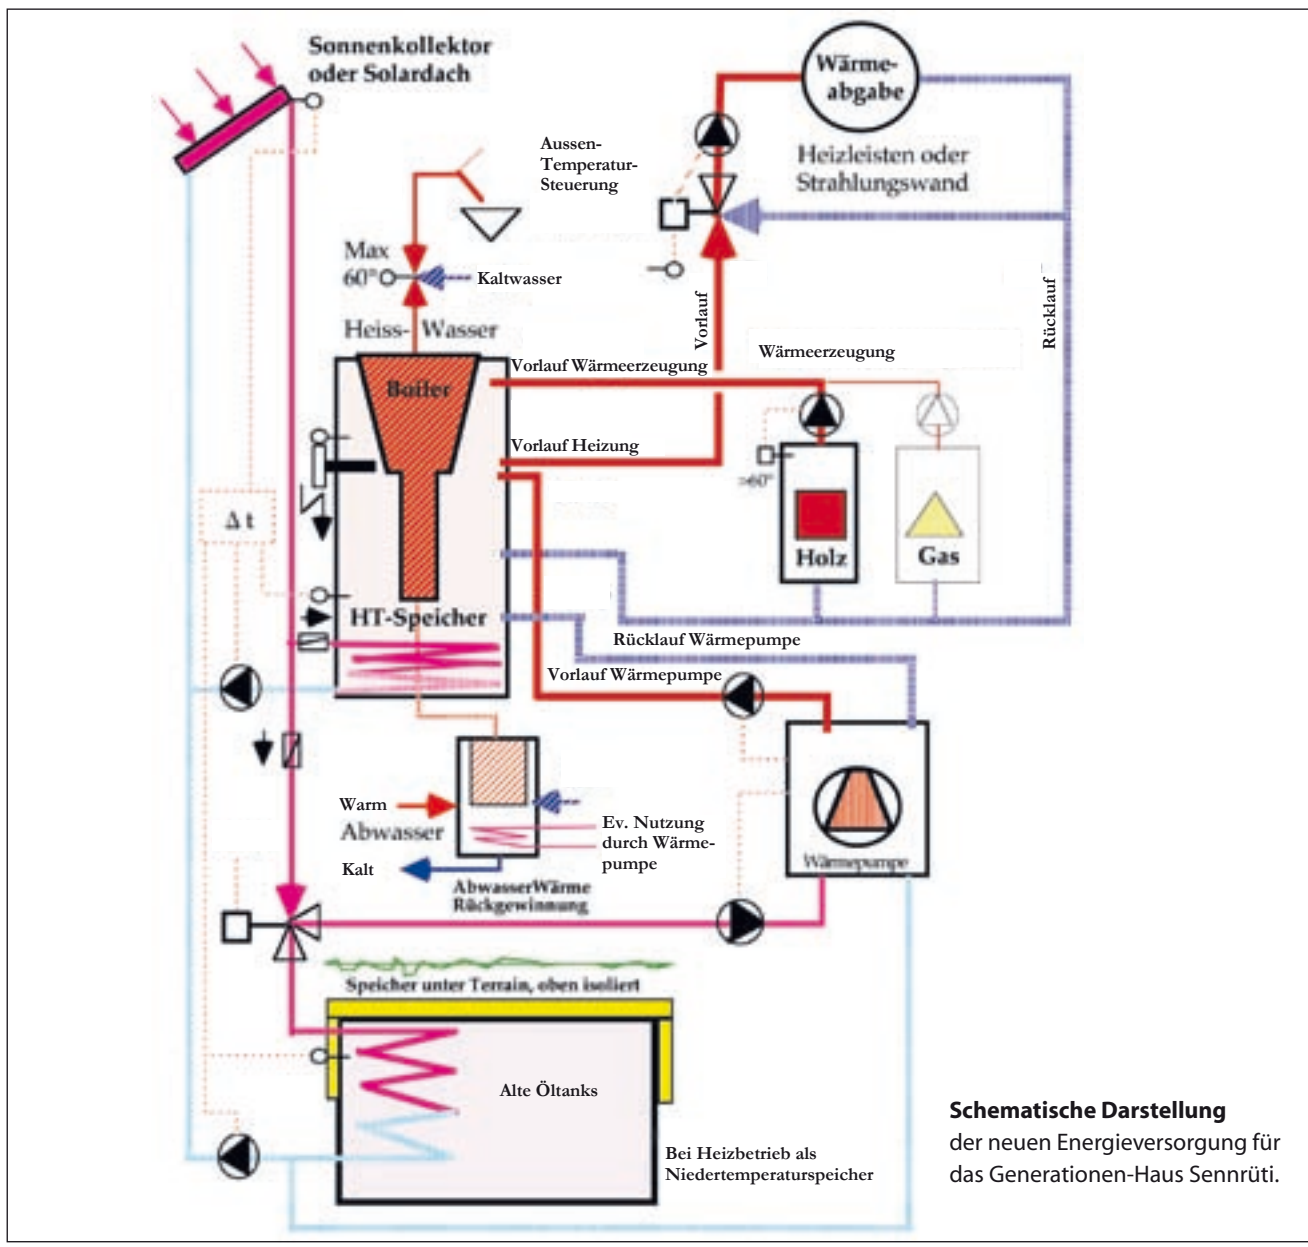 Sonnenkollektor
oder Solardach
Wärme-
abgabe
Aussen-
Temperatur-
Steuerung
Heizleisten oder
Strahlungswand
Max
60°
Kaltwasser
Heiss- Wasser
Vorlauf
Rücklauf
Wärmeerzeugung
Vorlauf Wärmeerzeugung
Boiler
Vorlauf Heizung
>60°
Δ t
Holz
Gas
HT-Speicher
Rücklauf Wärmepumpe
Vorlauf Wärmepumpe
Warm
Abwasser
Kalt
Ev. Nutzung
durch Wärme-
pumpe
Wärmepumpe
AbwasserWärme
Rückgewinnung
Speicher unter Terrain, oben isoliert
Alte Öltanks
Bei Heizbetrieb als
Niedertemperaturspeicher
Schematische Darstellung
der neuen Energieversorgung für
das Generationen-Haus Sennrüti.